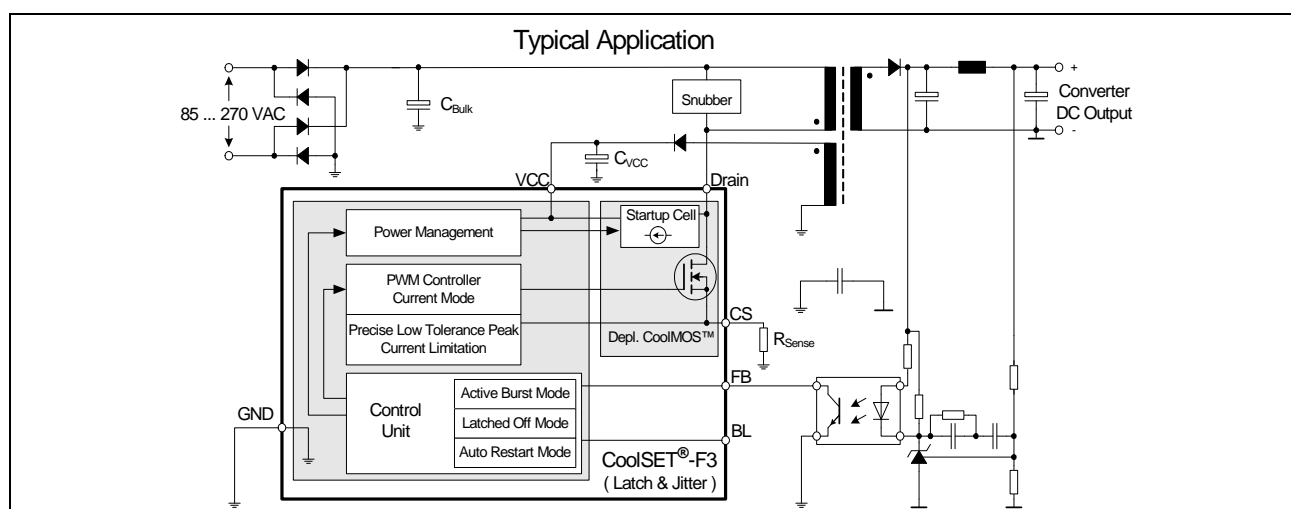 Typical Application
+
Snubber
Converter
DC Output
C_Bulk
85 ... 270 VAC
-
C_VCC
VCC
Drain
Startup Cell
Power Management
PWM Controller
Current Mode
CS
Precise Low Tolerance Peak
Current Limitation
Depl. CoolMOS™
R_Sense
FB
Active Burst Mode
Control
Unit
Latched Off Mode
GND
BL
Auto Restart Mode
CoolSET®-F3
( Latch & Jitter )